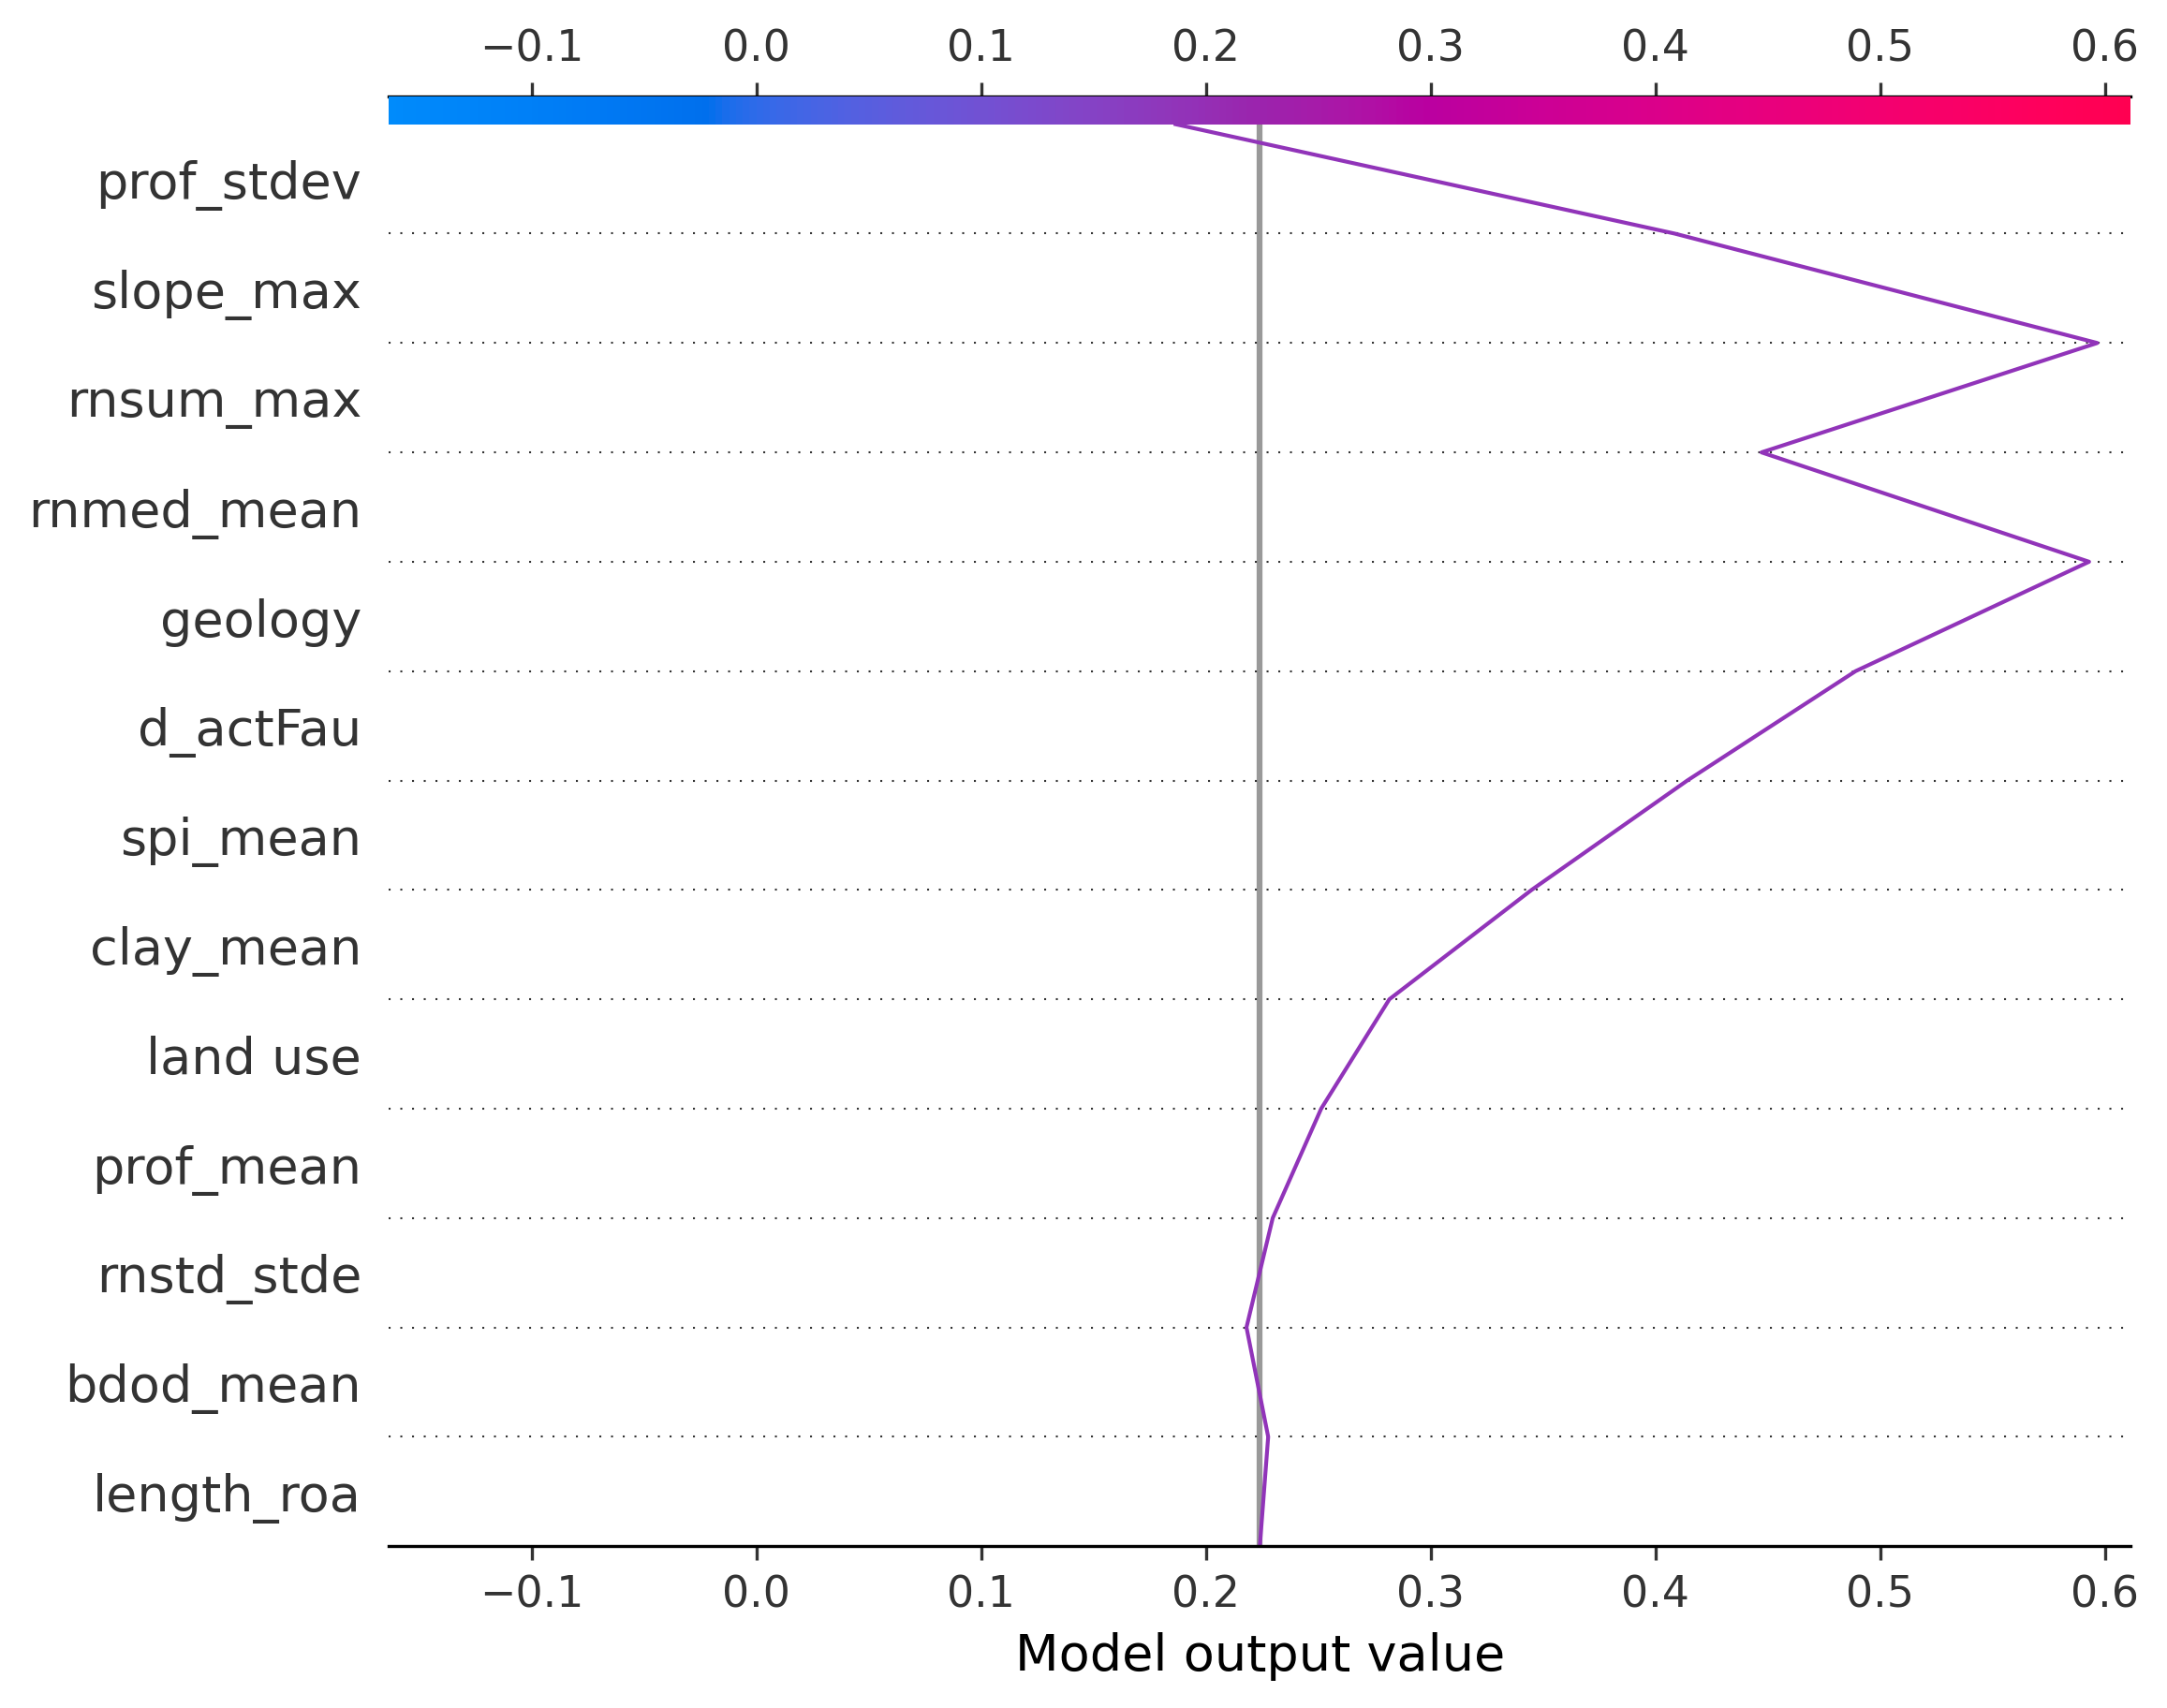 −0.1 0.0 0.1 0.2 0.3 0.4 0.5 0.6
prof_stdev
slope_max
rnsum_max
rnmed_mean
geology
d_actFau
spi_mean
clay_mean
land use
prof_mean
rnstd_stde
bdod_mean
length_roa
−0.1 0.0 0.1 0.2 0.3 0.4 0.5 0.6
Model output value